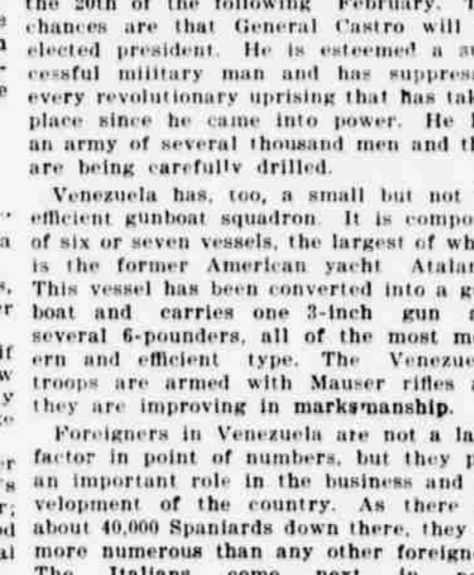 the 20th of the following February. T
chances are that General Castro will
elected president. He is esteemed a su
cessful military man and has suppress
every revolutionary uprising that has tak
place since he came into power. He h
an army of several thousand men and th
are being carefully drilled.
Venezuela has, too, a small but not
efficient gunboat squadron. It is compo
of six or seven vessels, the largest of wh
is the former American yacht Atalan
This vessel has been converted into a gu
boat and carries one 3-inch gun a
several 6-pounders, all of the most mo
ern and efficient type. The Venezue
troops are armed with Mauser rifles
they are improving in marksmanship.
Foreigners in Venezuela are not a la
factor in point of numbers, but they p
an important role in the business and
velopment of the country. As there
about 40,000 Spaniards down there, they
more numerous than any other foreigne
The Italians come next in